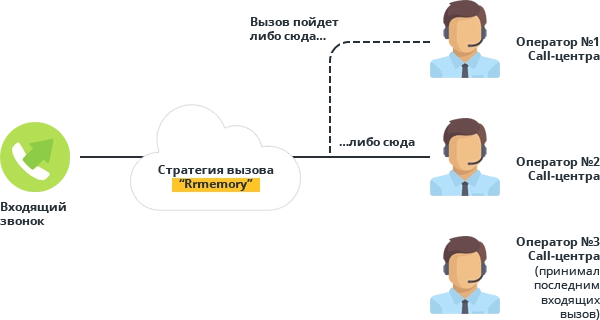 Вызов пойдет
либо сюда...
Оператор №1
Call-центра
...либо сюда
Стратегия вызова
“Rrmemory”
Оператор №2
Call-центра
Входящий
звонок
Оператор №3
Call-центра
(принимал
последним
входящих
вызов)